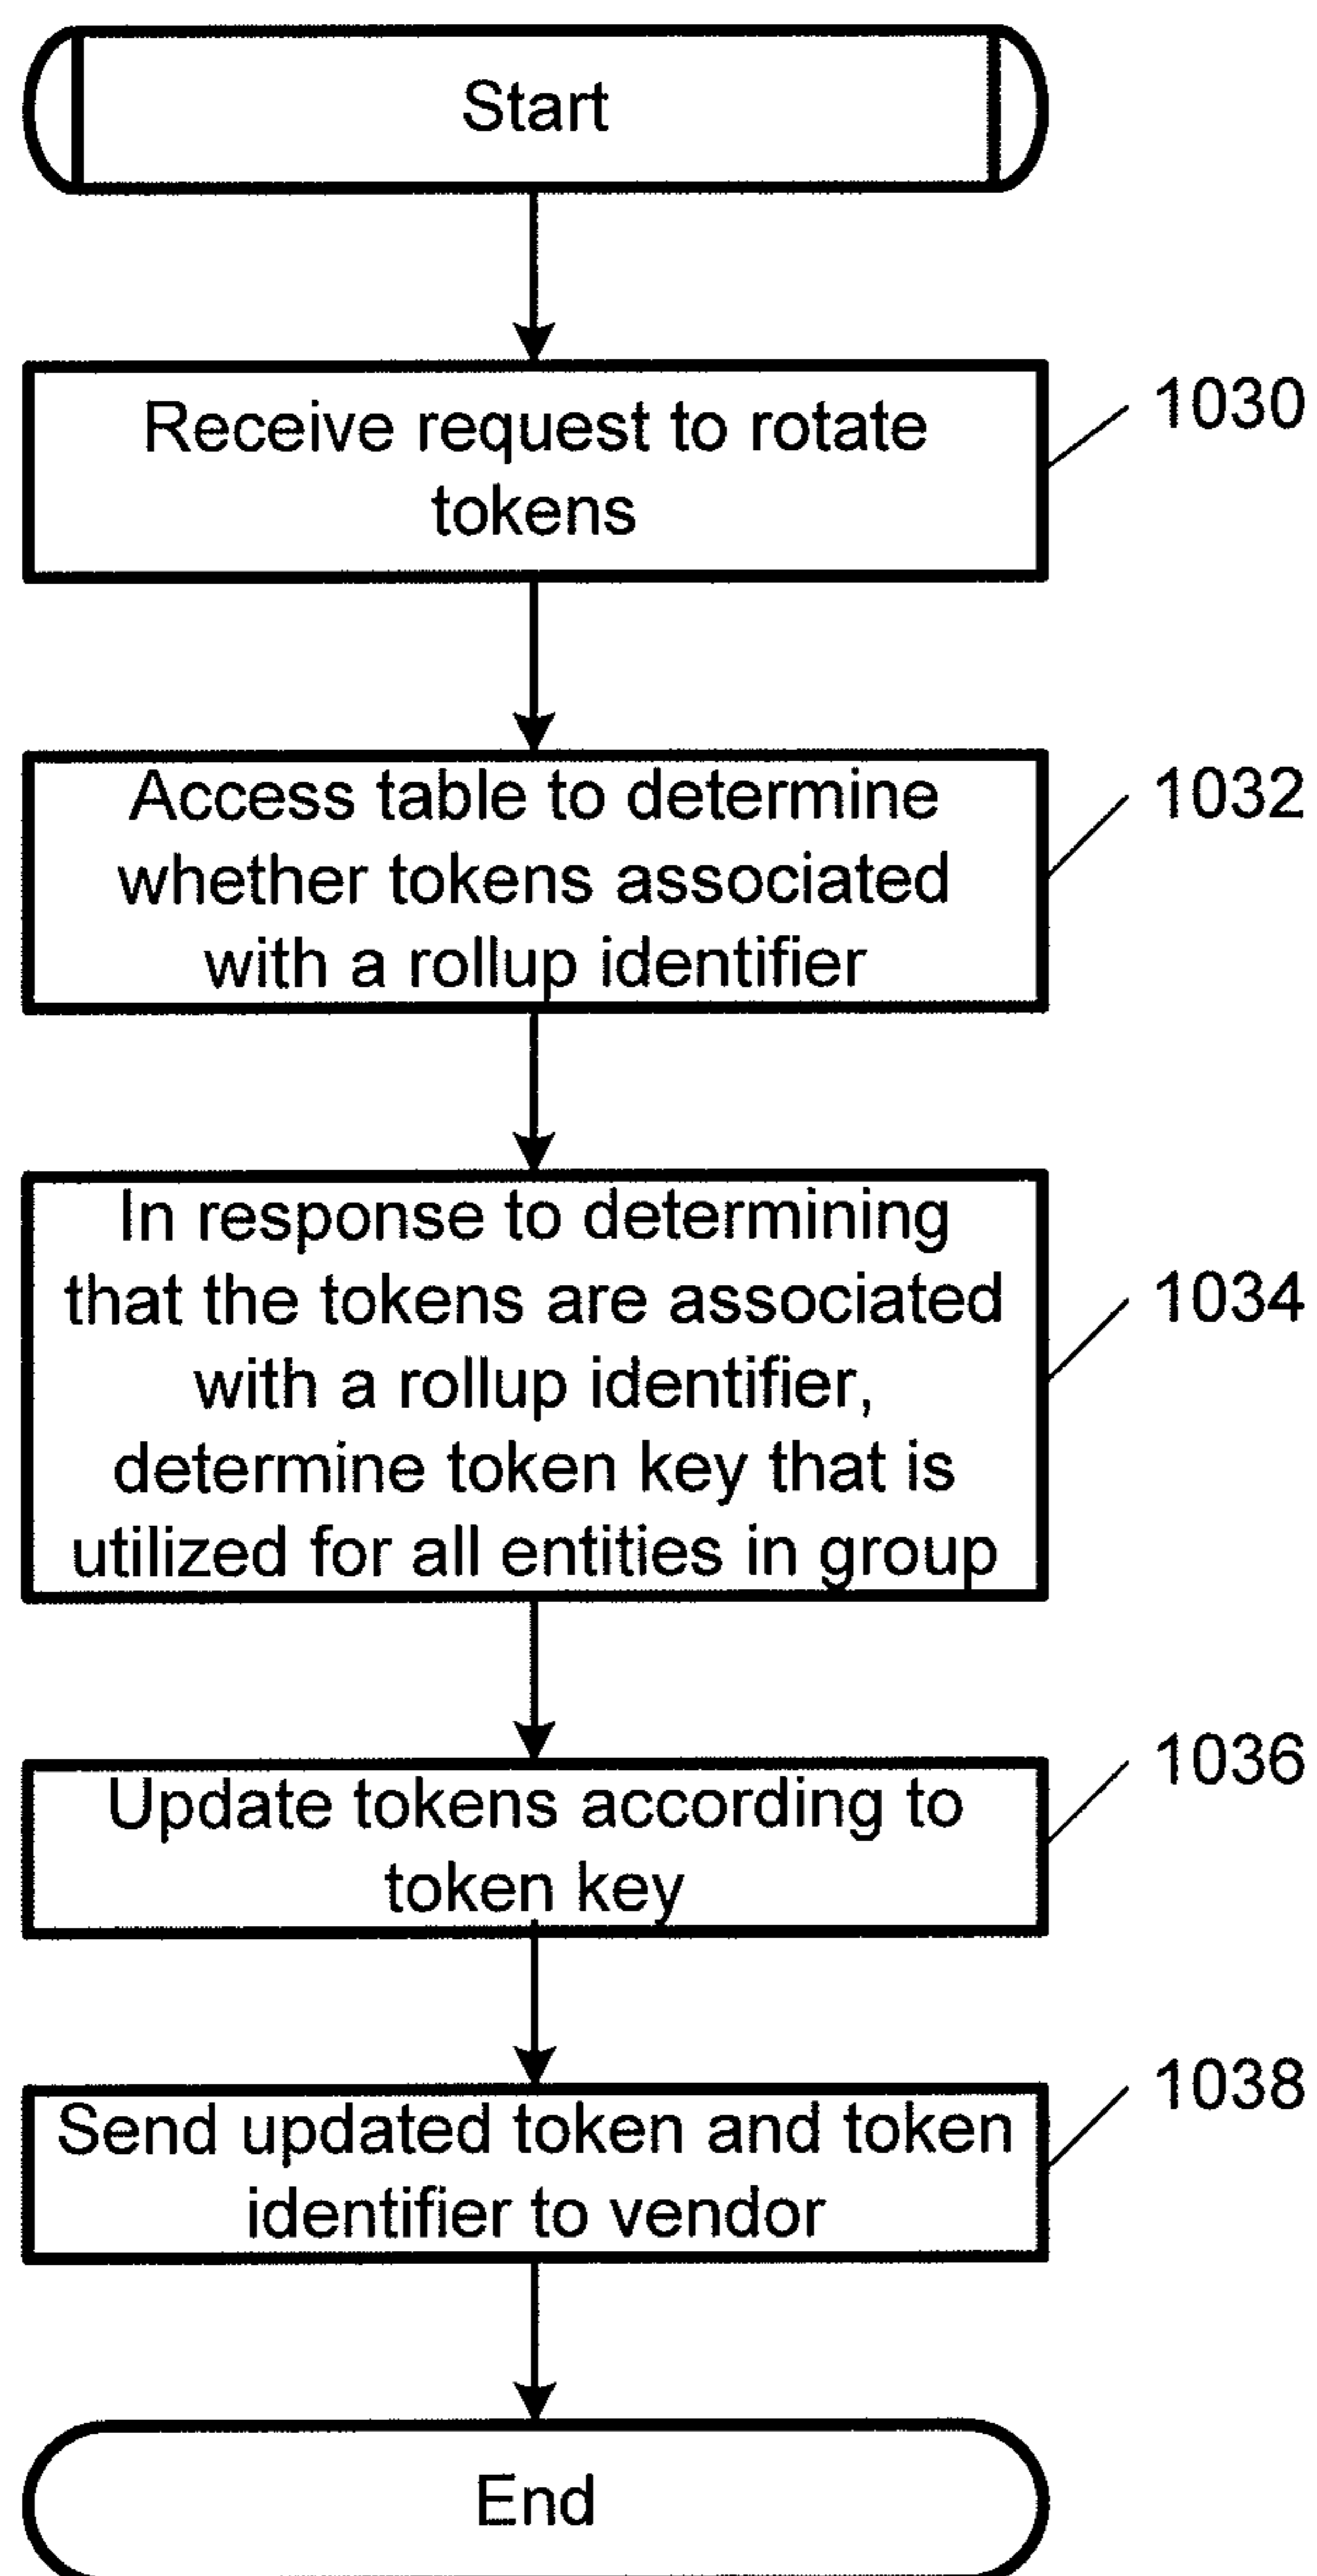 Start
Receive request to rotate
tokens
1030
Access table to determine
whether tokens associated
with a rollup identifier
1032
In response to determining
that the tokens are associated
with a rollup identifier,
determine token key that is
utilized for all entities in group
1034
Update tokens according to
token key
1036
Send updated token and token
identifier to vendor
1038
End